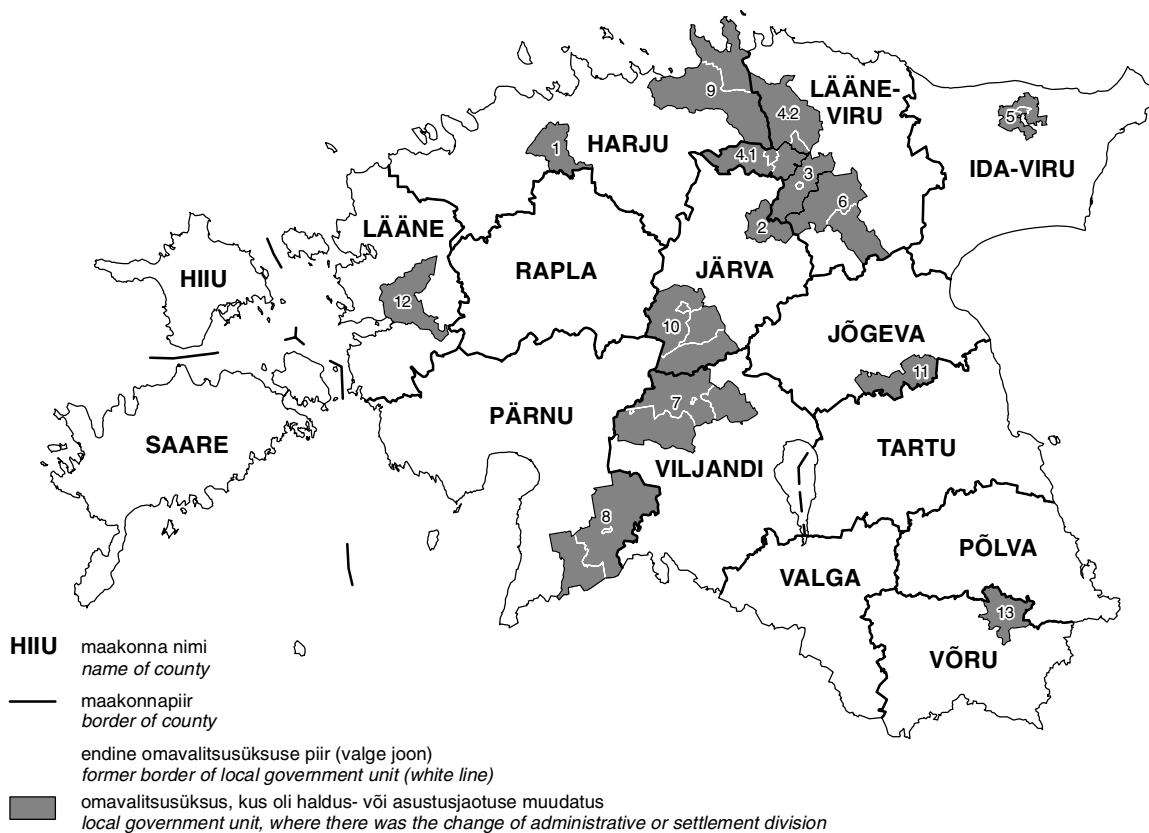 9
LÄÄNE-
VIRU
4.2
5
1
HARJU
4.1
3
IDA-VIRU
6
LÄÄNE
2
HIIU
RAPLA
JÄRVA
12
10
JÕGEVA
11
7
PÄRNU
SAARE
TARTU
VILJANDI
8
PÕLVA
VALGA
13
VÕRU
HIIU maakonna nimi
name of county
maakonnapiir
border of county
endine omavalitsusüksuse piir (valge joon)
former border of local government unit (white line)
omavalitsusüksus, kus oli haldus- või asustusjaotuse muudatus
local government unit, where there was the change of administrative or settlement division